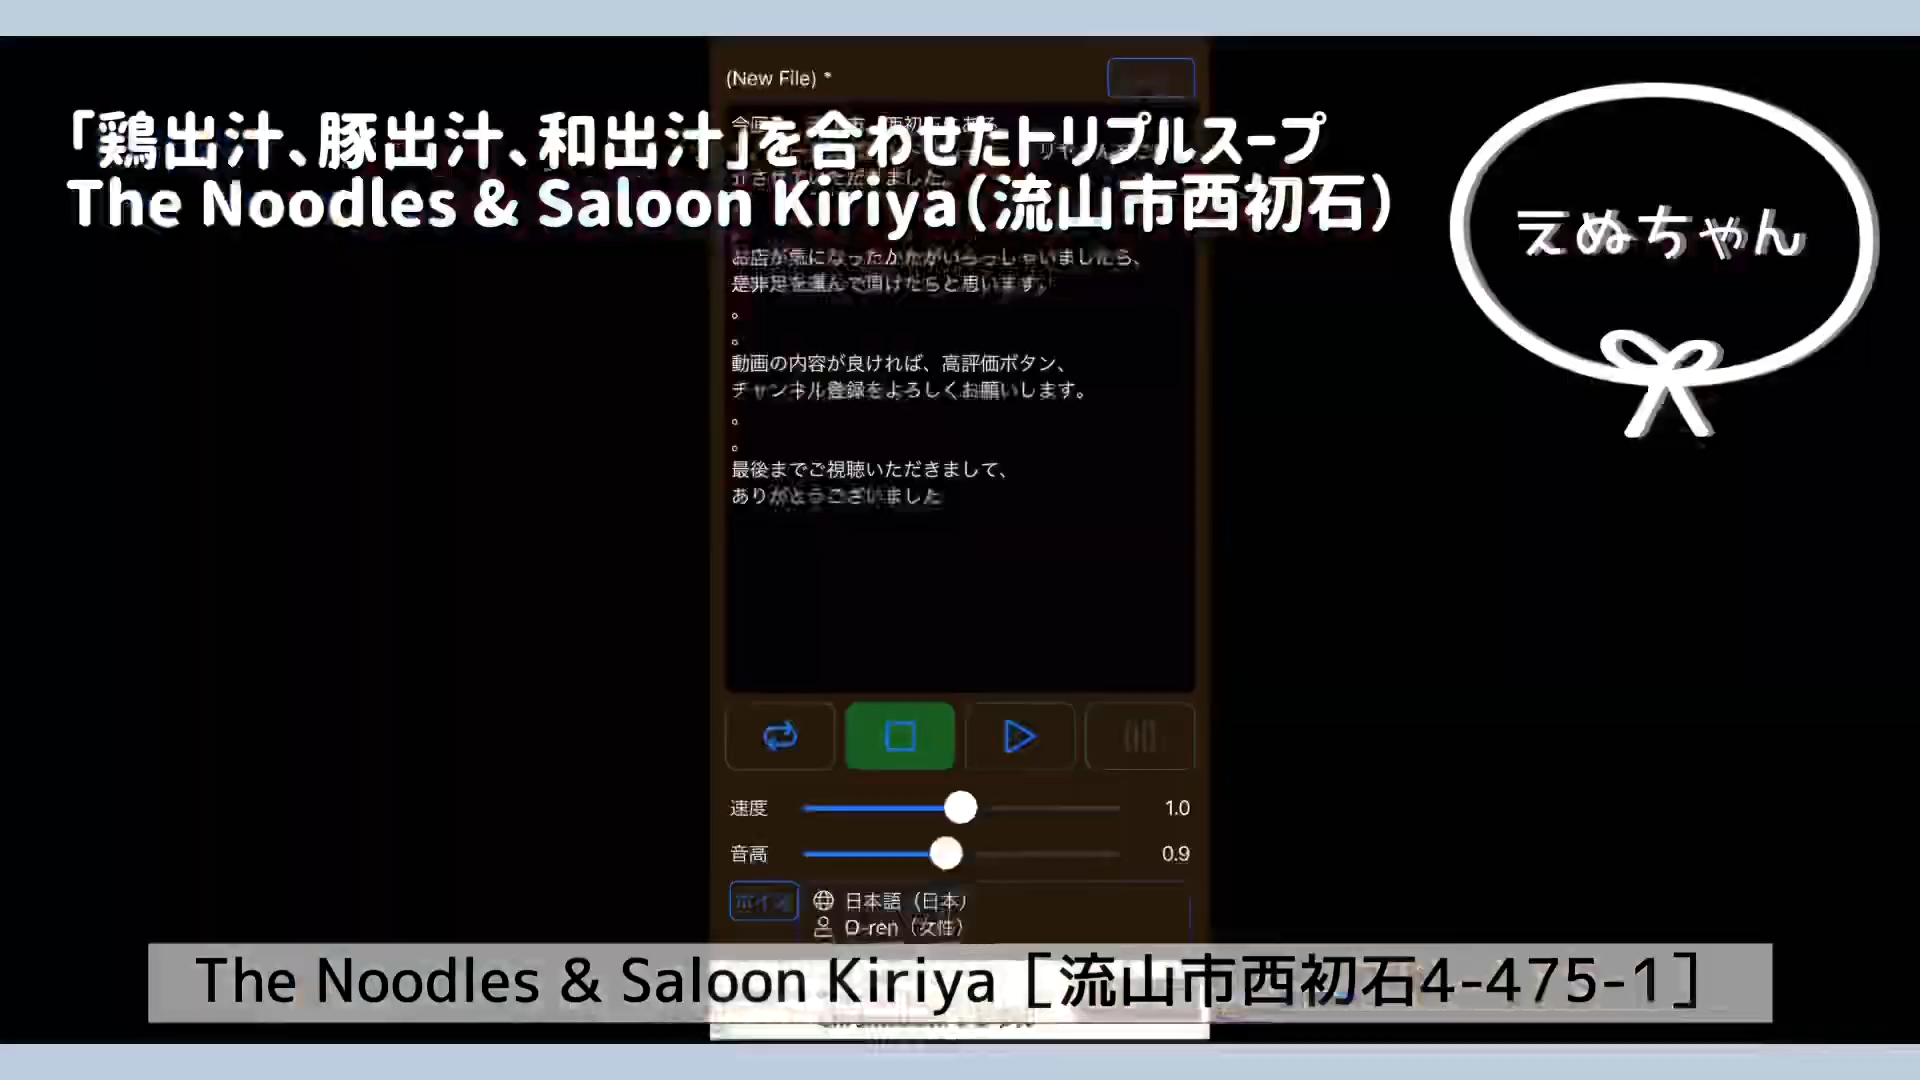 (New File) *
「鶏出汁、豚出汁、和出汁」を合わせたトリプルスープ
The Noodles & Saloon Kiriya（流山市西初石）
えぬちゃん
お店が気になったかたがいらっしゃいましたら、
是非足を運んで頂けたらと思います。
。
。
動画の内容が良ければ、高評価ボタン、
チャンネル登録をよろしくお願いします。
。
。
最後までご視聴いただきまして、
ありがとうございました
速度 1.0
音高 0.9
ボイス
日本語（日本）
O-ren（女性）
The Noodles & Saloon Kiriya［流山市西初石4-475-1］